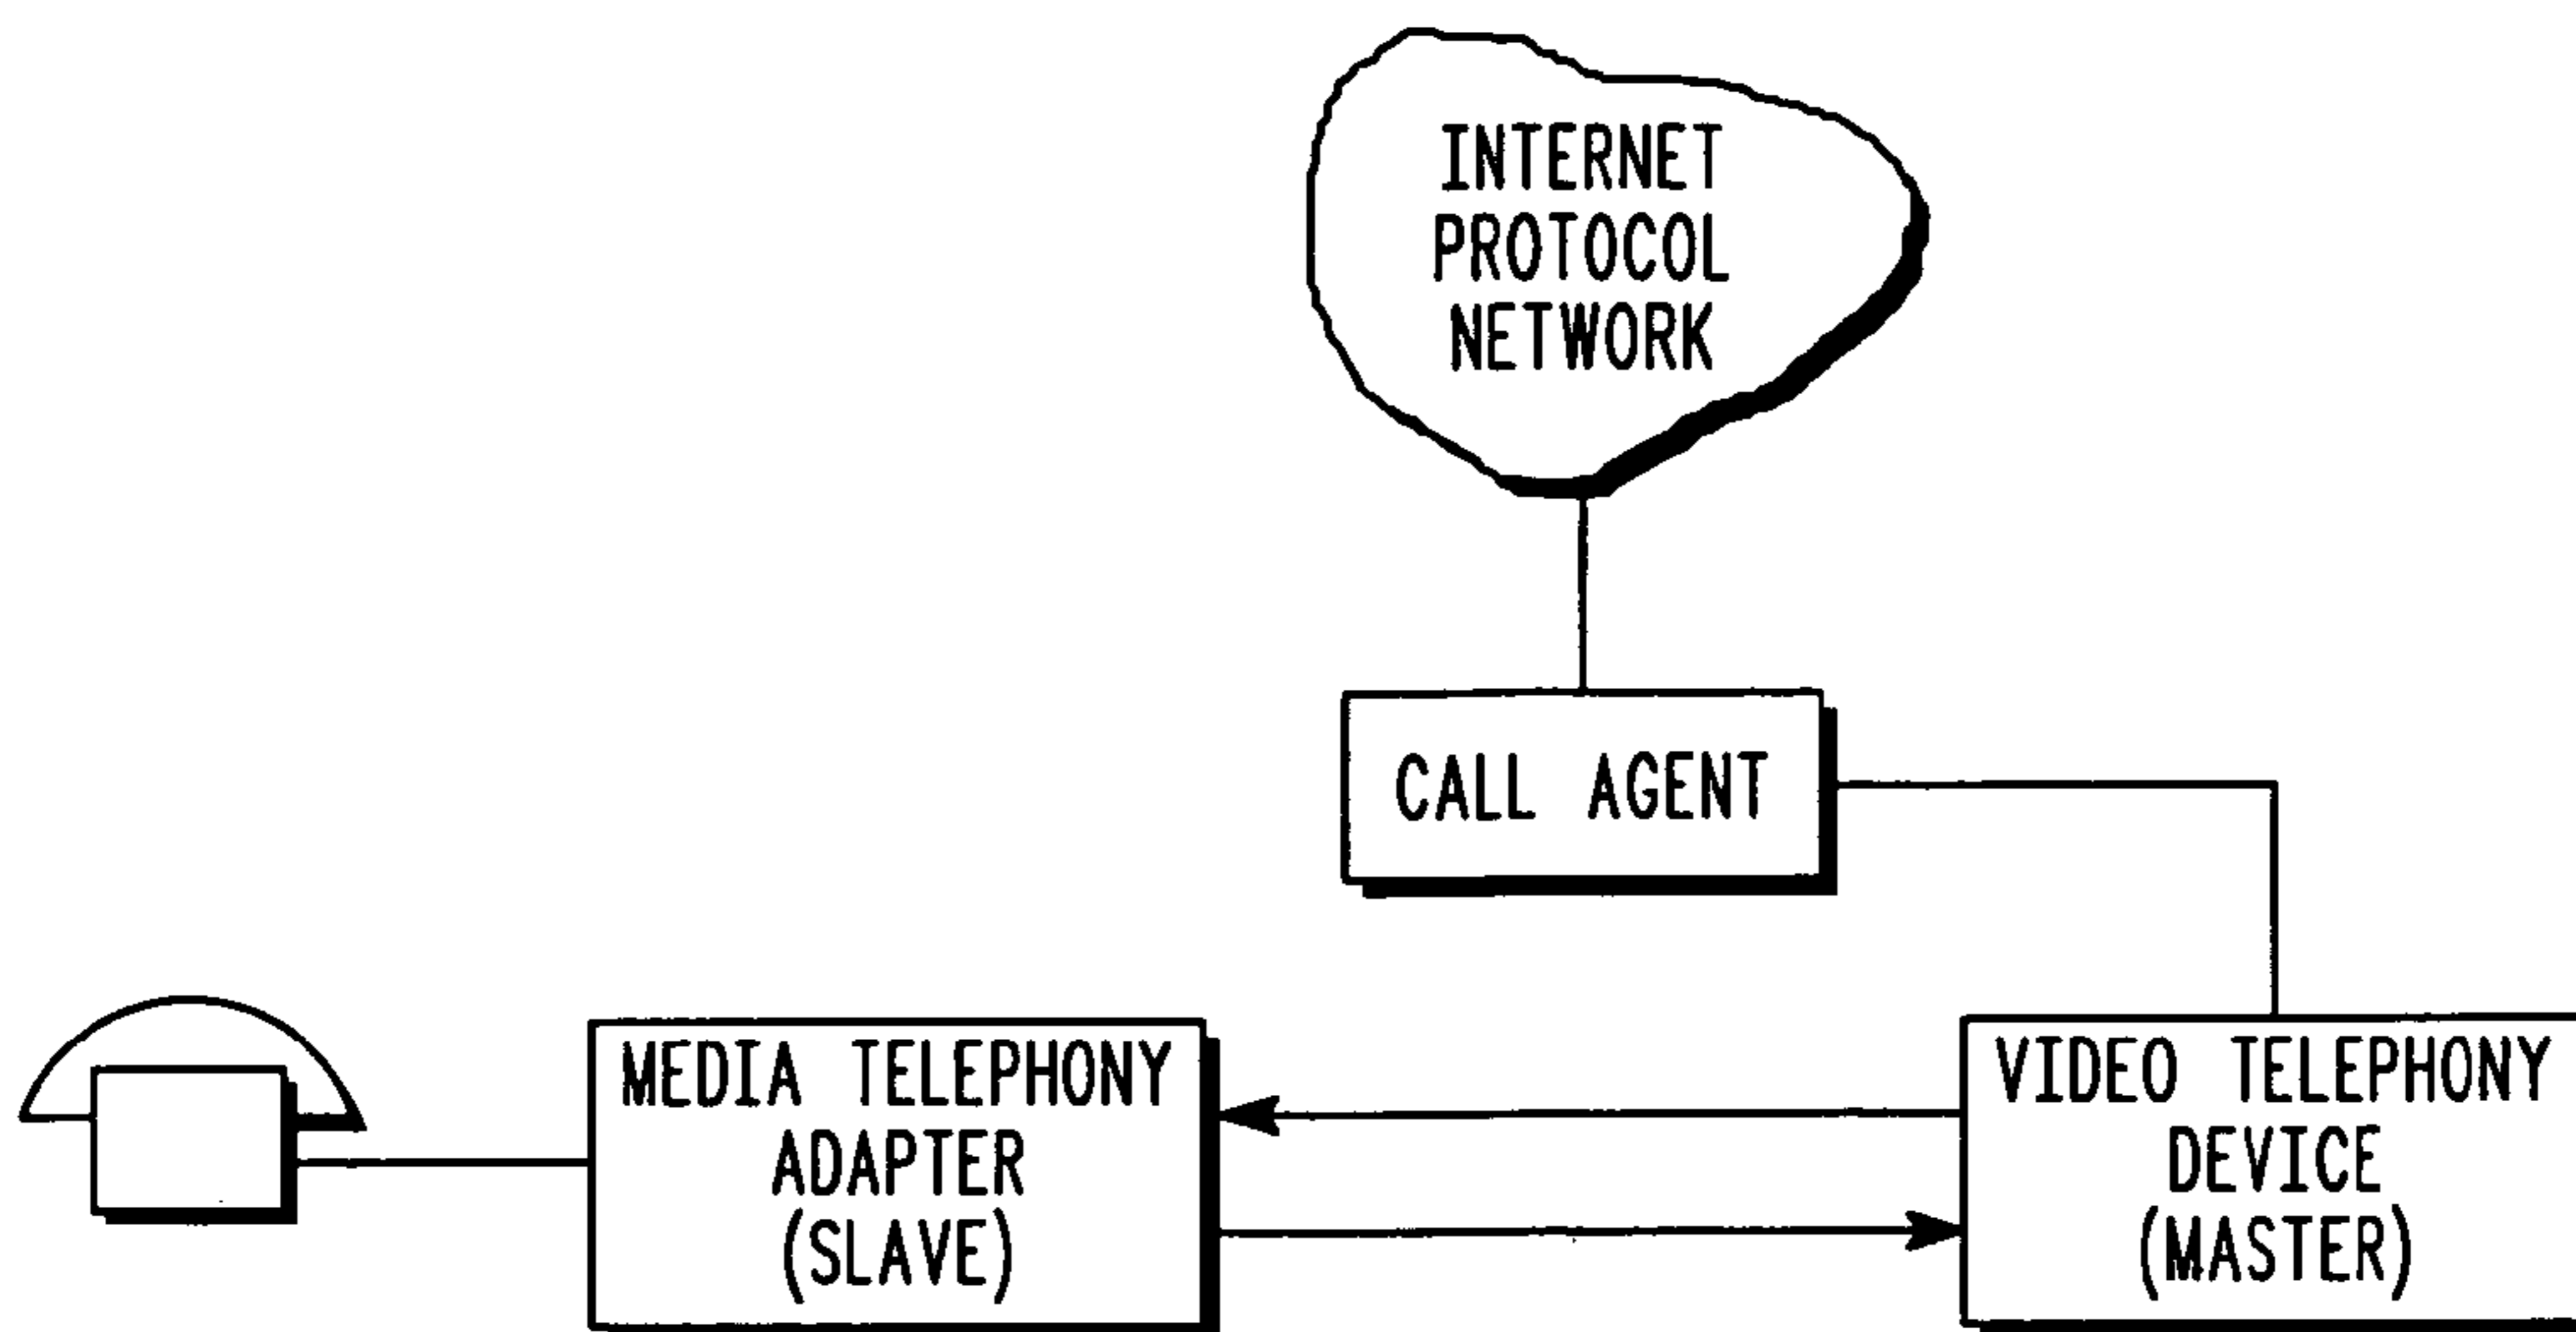 INTERNET
PROTOCOL
NETWORK
CALL AGENT
MEDIA TELEPHONY
ADAPTER
(SLAVE)
VIDEO TELEPHONY
DEVICE
(MASTER)